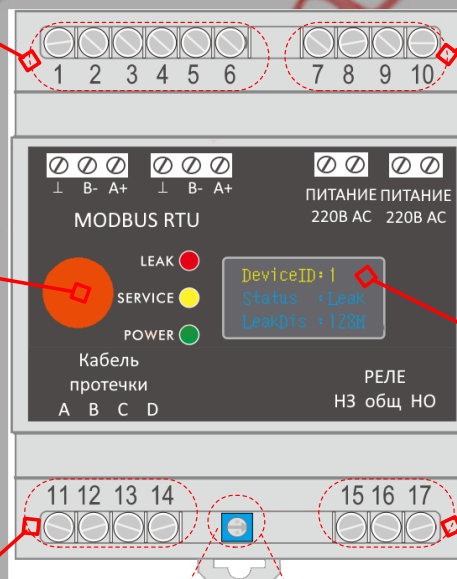 1 2 3 4 5 6 7 8 9 10
⊥ B- A+ ⊥ B- A+
ПИТАНИЕ ПИТАНИЕ
220В АС 220В АС
MODBUS RTU
LEAK
SERVICE
POWER
DeviceID:1
Status :Leak
LeakDis :128M
Кабель
протечки
A B C D
РЕЛЕ
НЗ общ НО
11 12 13 14 15 16 17